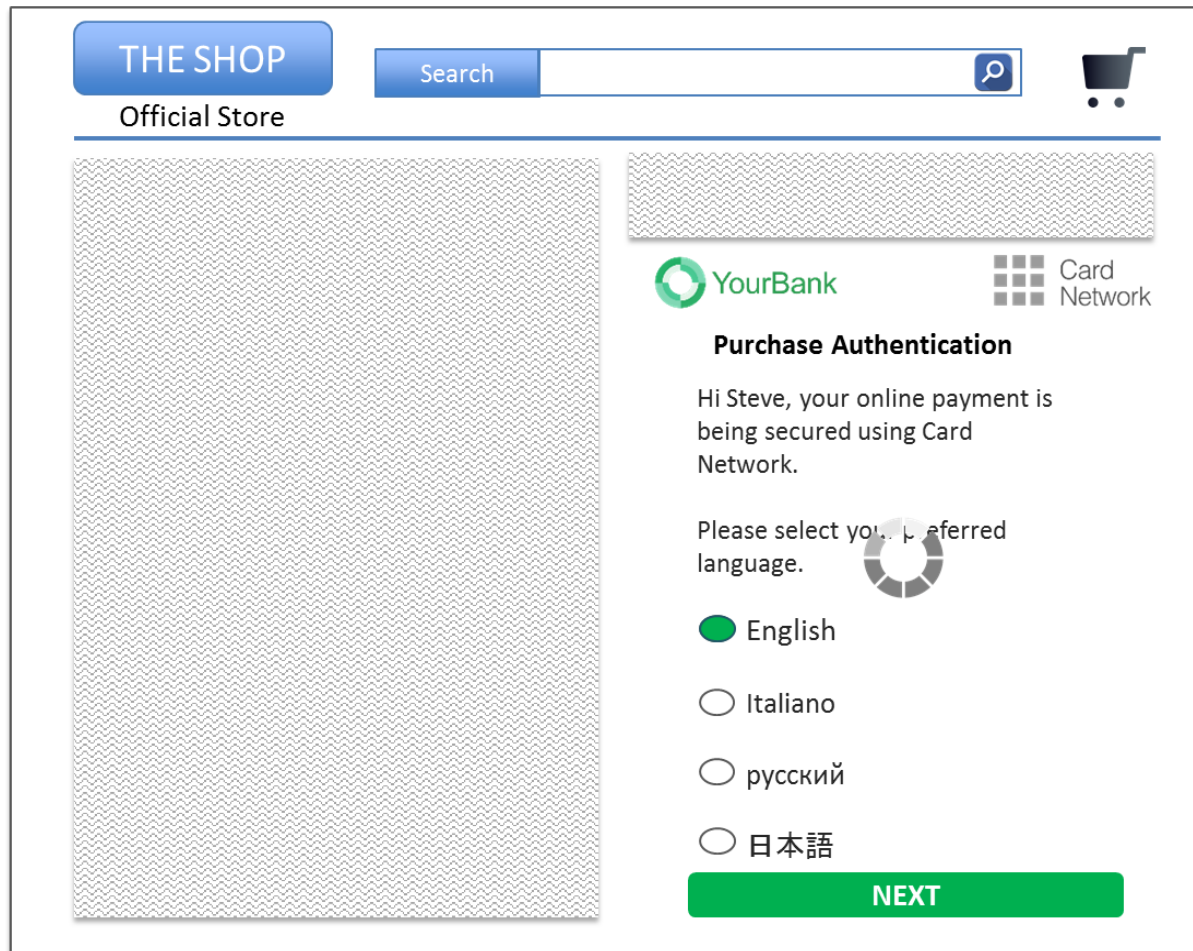 THE SHOP
Search
Official Store
YourBank
Card
Network
Purchase Authentication
Hi Steve, your online payment is
being secured using Card
Network.
Please select your preferred
language.
English
Italiano
русский
日本語
NEXT